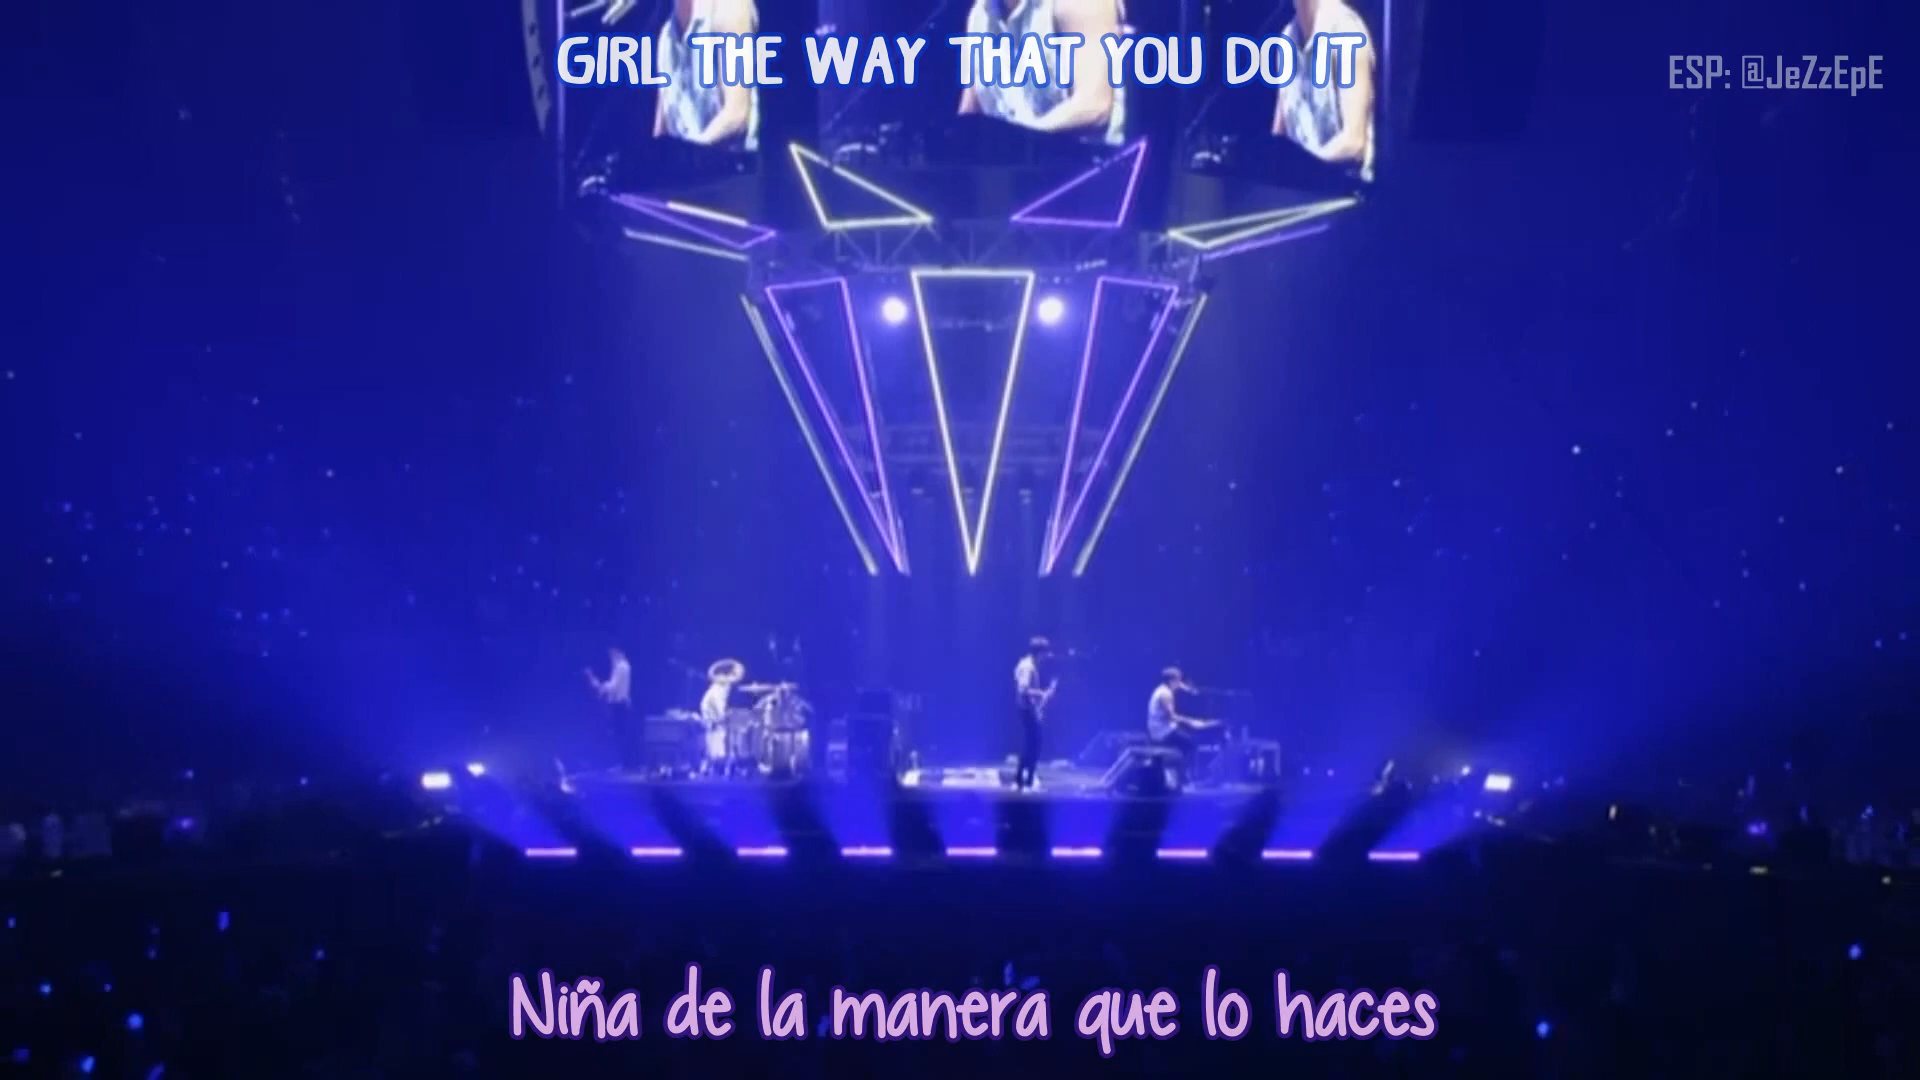 GIRL THE WAY THAT YOU DO IT
ESP: @JeZzEpE
Niña de la manera que lo haces